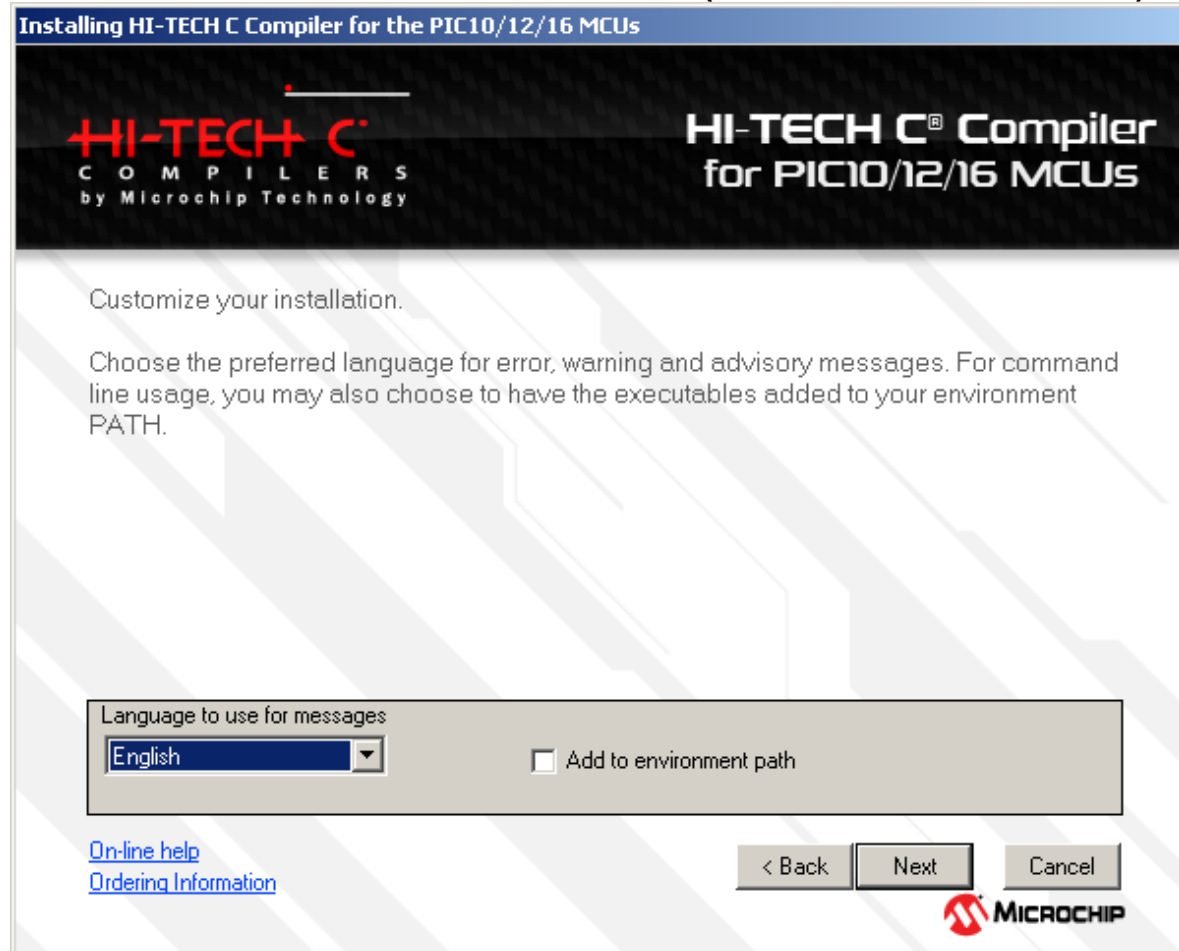 Installing HI-TECH C Compiler for the PIC10/12/16 MCUs
HI-TECH C
COMPILERS
by Microchip Technology
HI-TECH C® Compiler
for PIC10/12/16 MCUs
Customize your installation.
Choose the preferred language for error, warning and advisory messages. For command
line usage, you may also choose to have the executables added to your environment
PATH.
Language to use for messages
English
Add to environment path
On-line help
Ordering Information
< Back
Next
Cancel
MICROCHIP